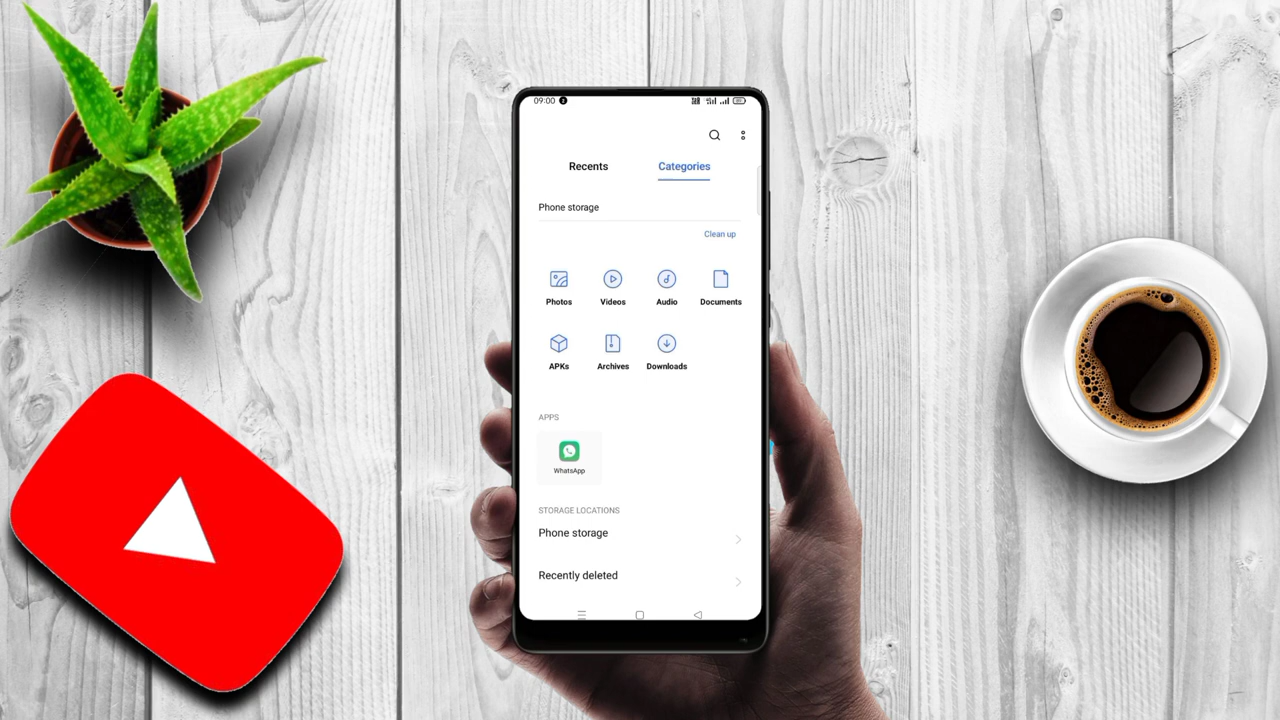 09:00
Recents Categories
Phone storage
Clean up
Photos Videos Audio Documents
APKs Archives Downloads
APPS
WhatsApp
STORAGE LOCATIONS
Phone storage
Recently deleted